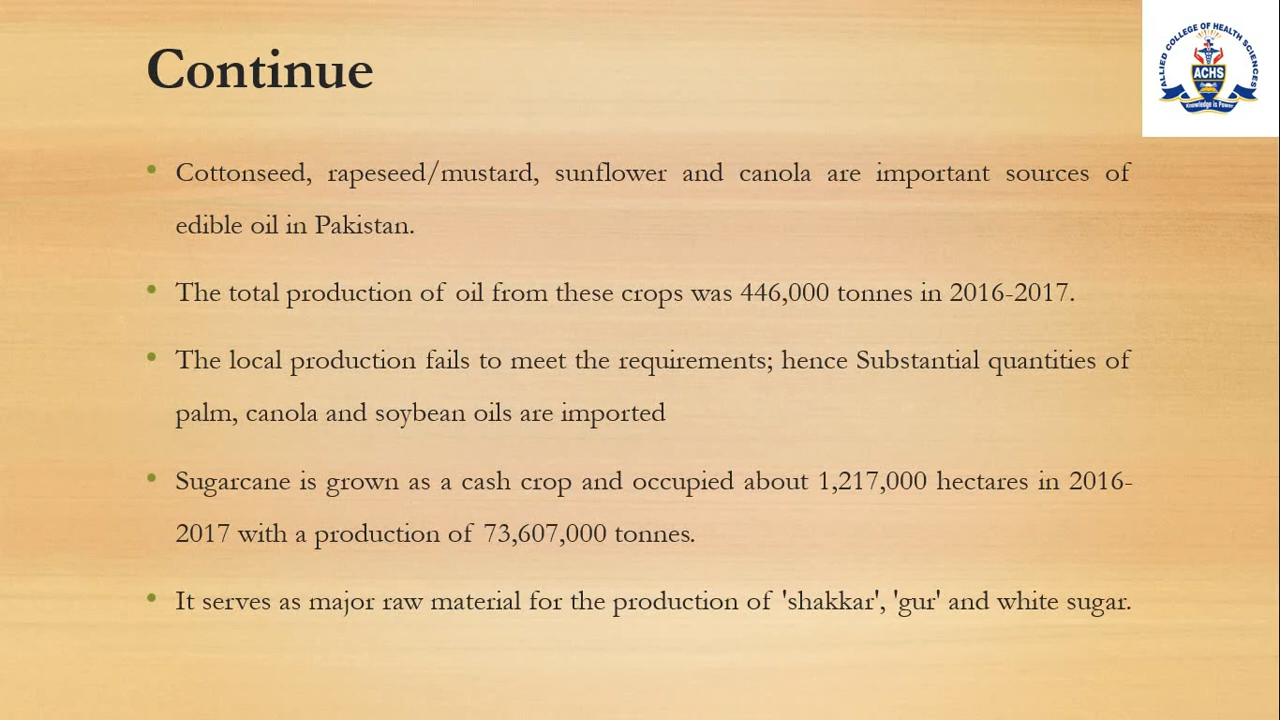 Continue
ALLIED COLLEGE OF HEALTH SCIENCES
ACHS
Knowledge is Power
• Cottonseed, rapeseed/mustard, sunflower and canola are important sources of
edible oil in Pakistan.
• The total production of oil from these crops was 446,000 tonnes in 2016-2017.
• The local production fails to meet the requirements; hence Substantial quantities of
palm, canola and soybean oils are imported
• Sugarcane is grown as a cash crop and occupied about 1,217,000 hectares in 2016-
2017 with a production of 73,607,000 tonnes.
• It serves as major raw material for the production of 'shakkar', 'gur' and white sugar.